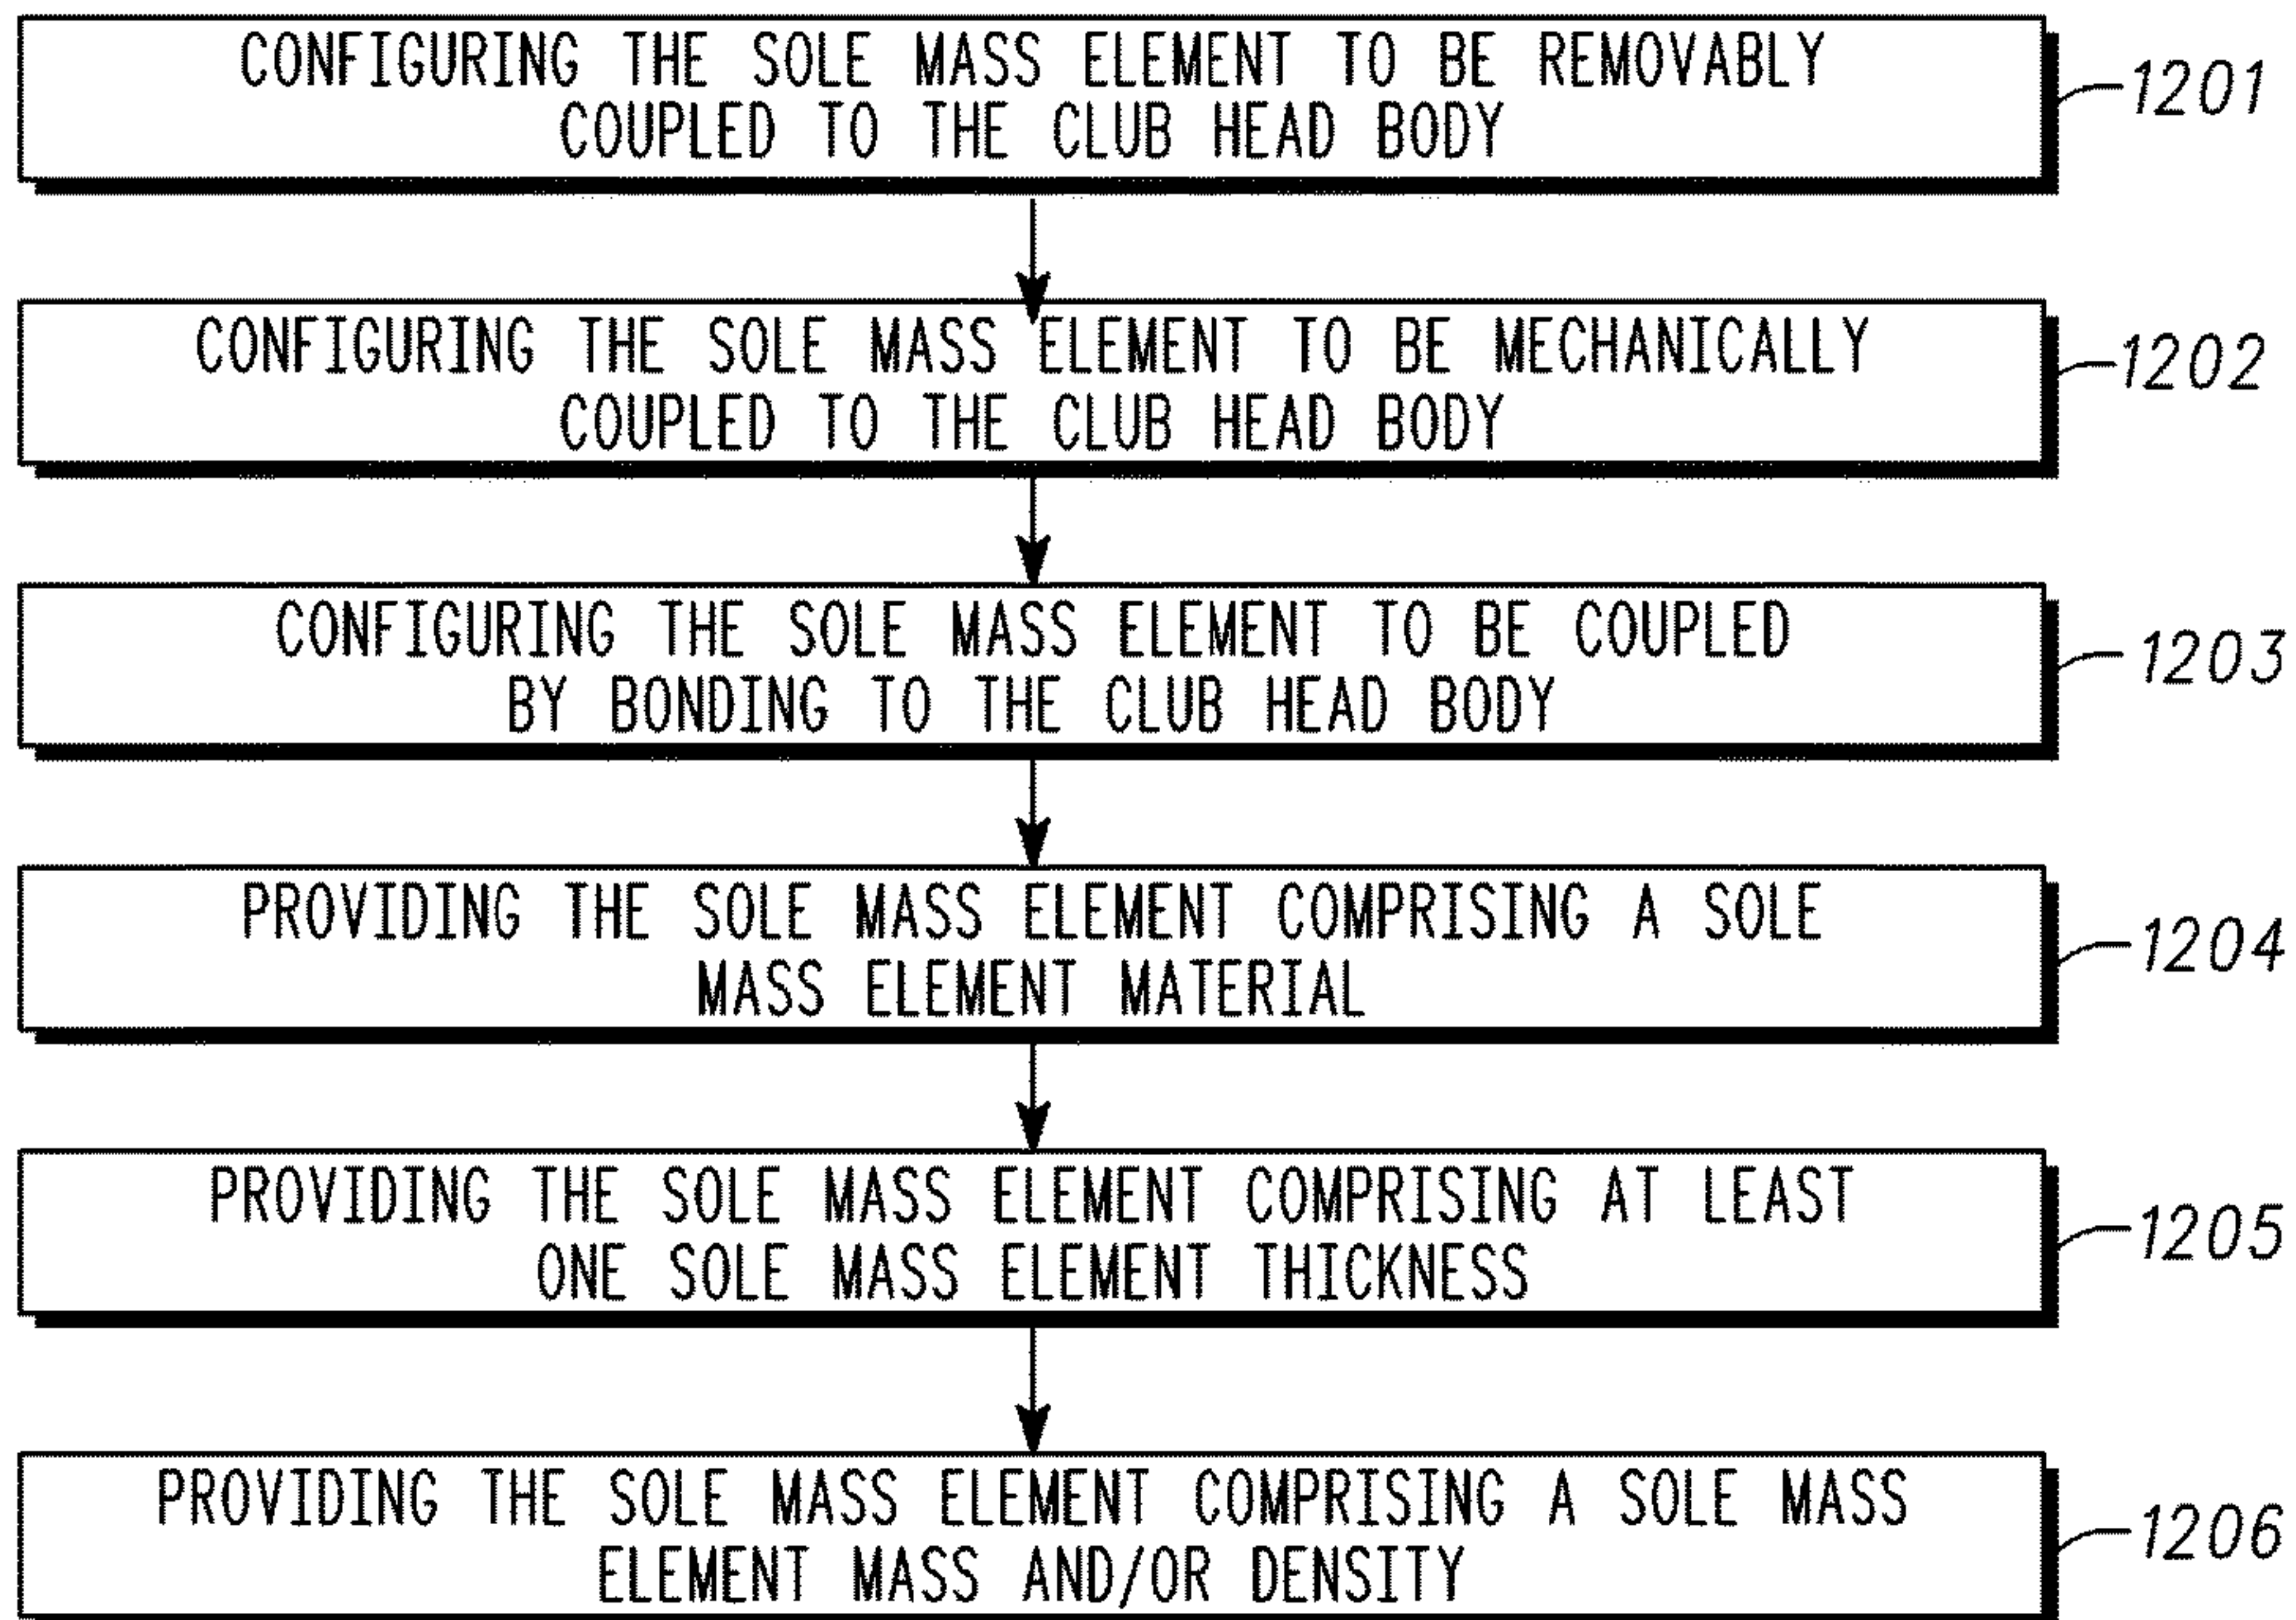 CONFIGURING THE SOLE MASS ELEMENT TO BE REMOVABLY
COUPLED TO THE CLUB HEAD BODY
1201
CONFIGURING THE SOLE MASS ELEMENT TO BE MECHANICALLY
COUPLED TO THE CLUB HEAD BODY
1202
CONFIGURING THE SOLE MASS ELEMENT TO BE COUPLED
BY BONDING TO THE CLUB HEAD BODY
1203
PROVIDING THE SOLE MASS ELEMENT COMPRISING A SOLE
MASS ELEMENT MATERIAL
1204
PROVIDING THE SOLE MASS ELEMENT COMPRISING AT LEAST
ONE SOLE MASS ELEMENT THICKNESS
1205
PROVIDING THE SOLE MASS ELEMENT COMPRISING A SOLE MASS
ELEMENT MASS AND/OR DENSITY
1206